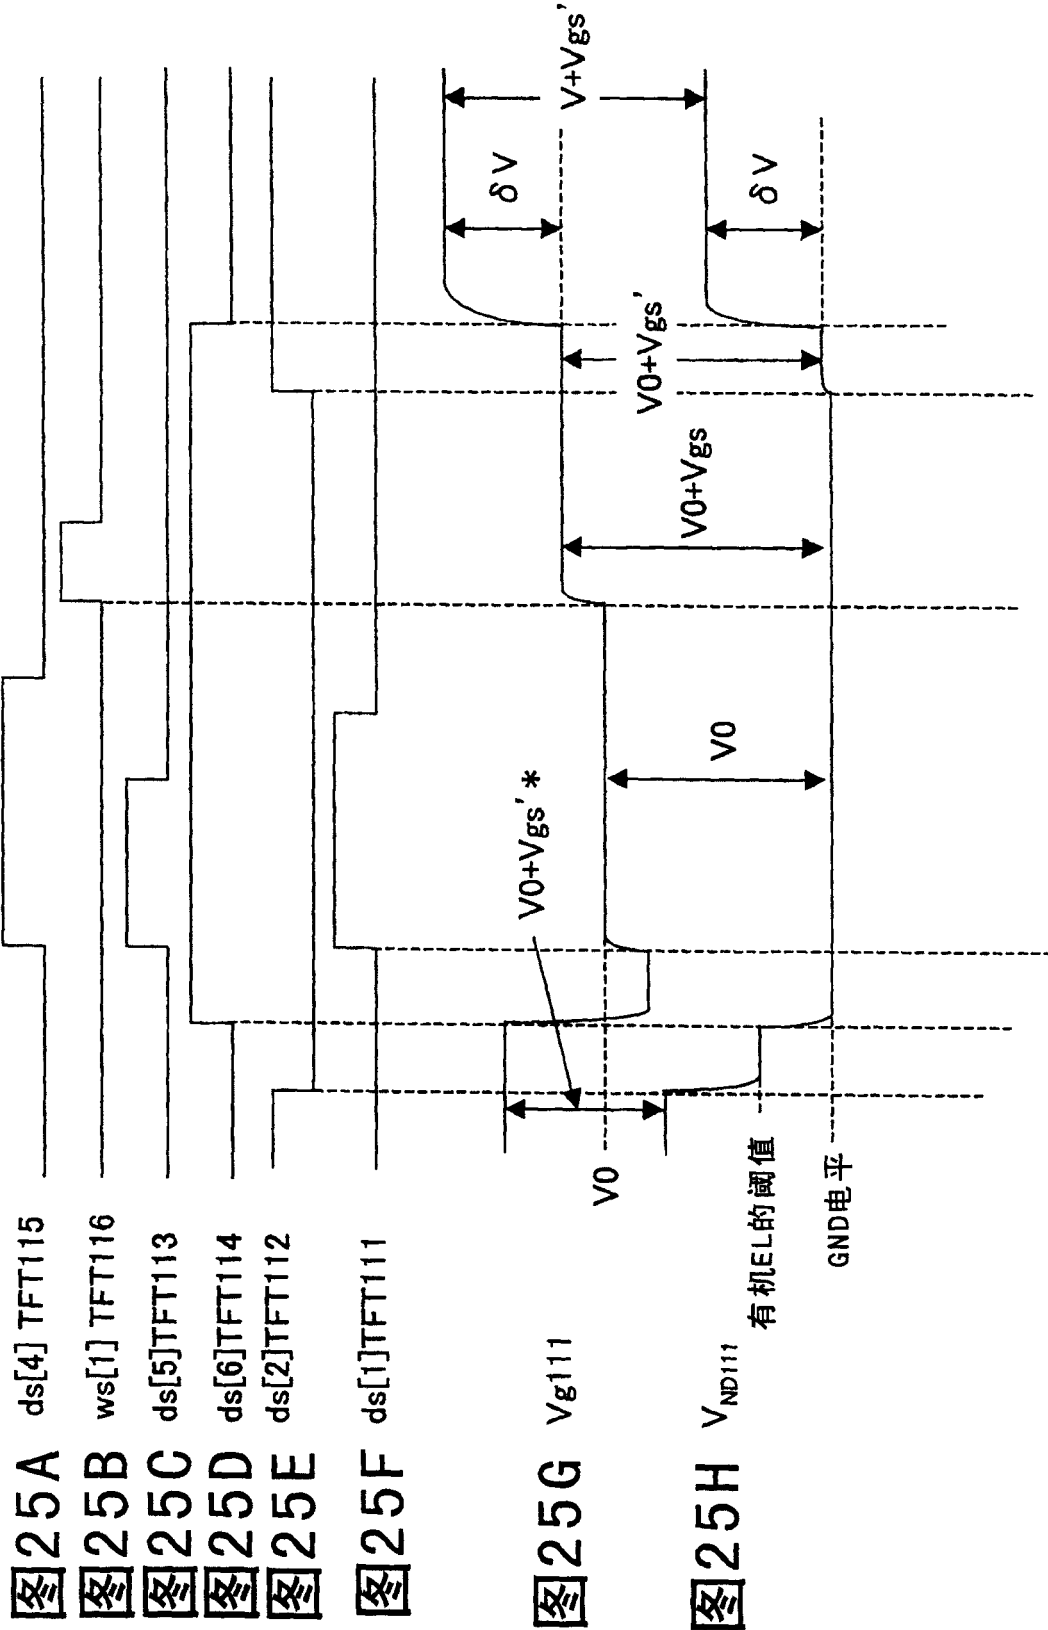 图25A ds[4] TFT115
图25B ws[1] TFT116
图25C ds[5]TFT113
图25D ds[6]TFT114
图25E ds[2]TFT112
图25F ds[1]TFT111
图25G Vg111
V0
V0+Vgs'*
V0
V0+Vgs
V0+Vgs'
δV
V+Vgs'
图25H VND111
有机EL的阈值
GND电平
δV